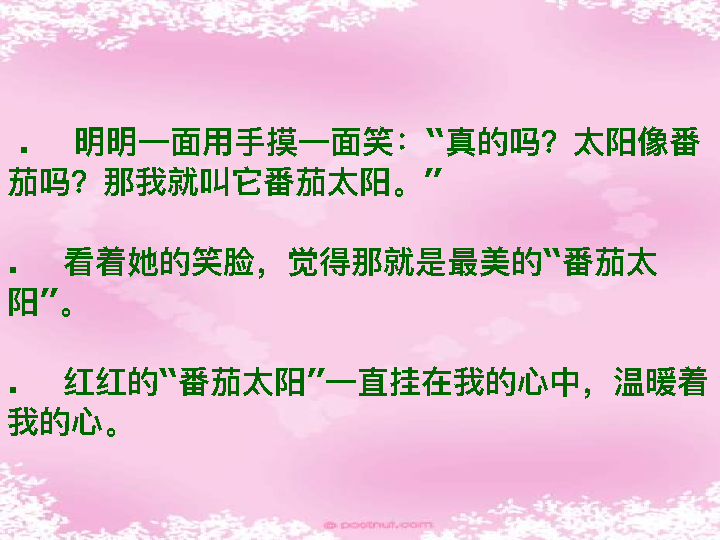 . 明明一面用手摸一面笑：“真的吗？太阳像番
茄吗？那我就叫它番茄太阳。”
. 看着她的笑脸，觉得那就是最美的“番茄太
阳”。
. 红红的“番茄太阳”一直挂在我的心中，温暖着
我的心。
© pootnut.com